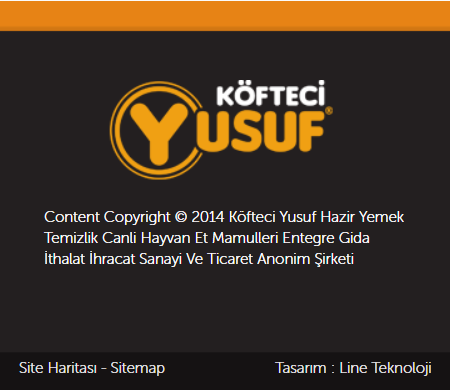 KÖFTECİ
YUSUF®
Content Copyright © 2014 Köfteci Yusuf Hazir Yemek
Temizlik Canli Hayvan Et Mamulleri Entegre Gida
İthalat İhracat Sanayi Ve Ticaret Anonim Şirketi
Site Haritası - Sitemap Tasarım : Line Teknoloji